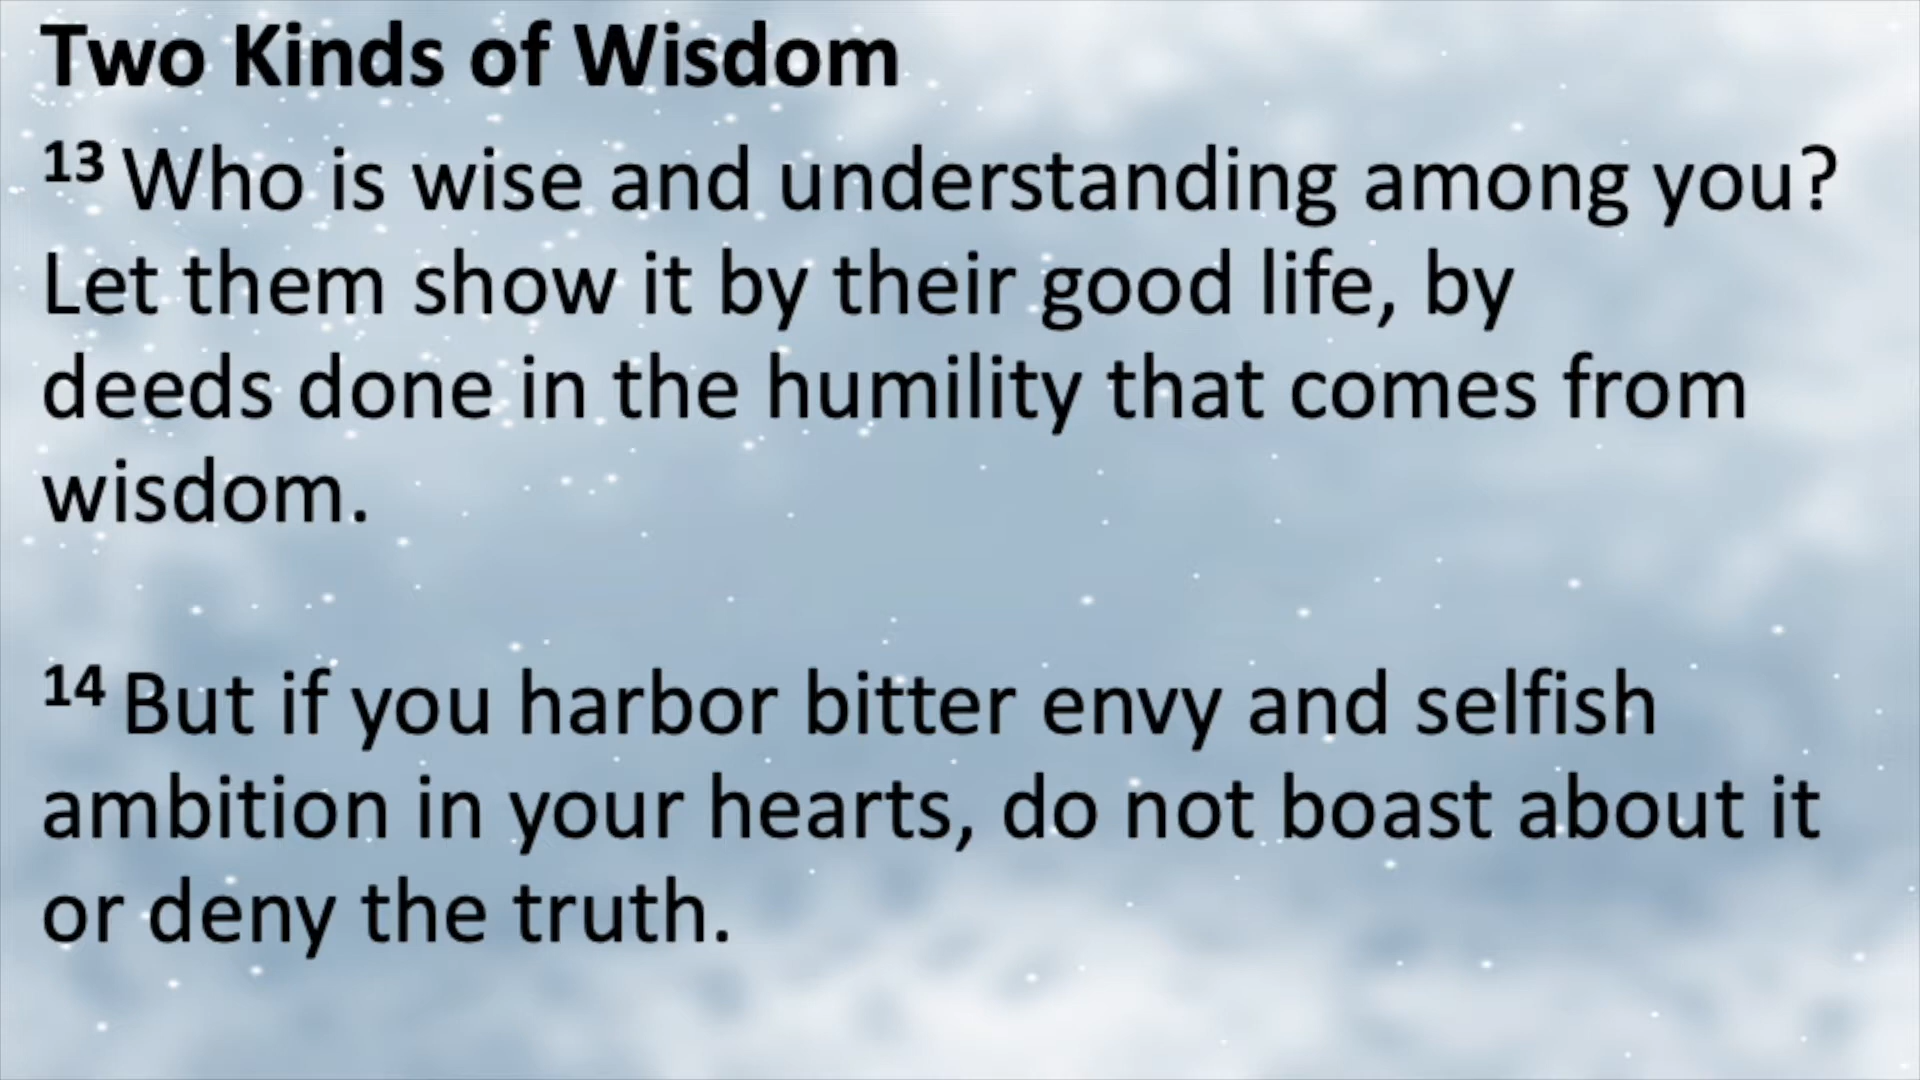 Two Kinds of Wisdom
13 Who is wise and understanding among you?
Let them show it by their good life, by
deeds done in the humility that comes from
wisdom.
14 But if you harbor bitter envy and selfish
ambition in your hearts, do not boast about it
or deny the truth.